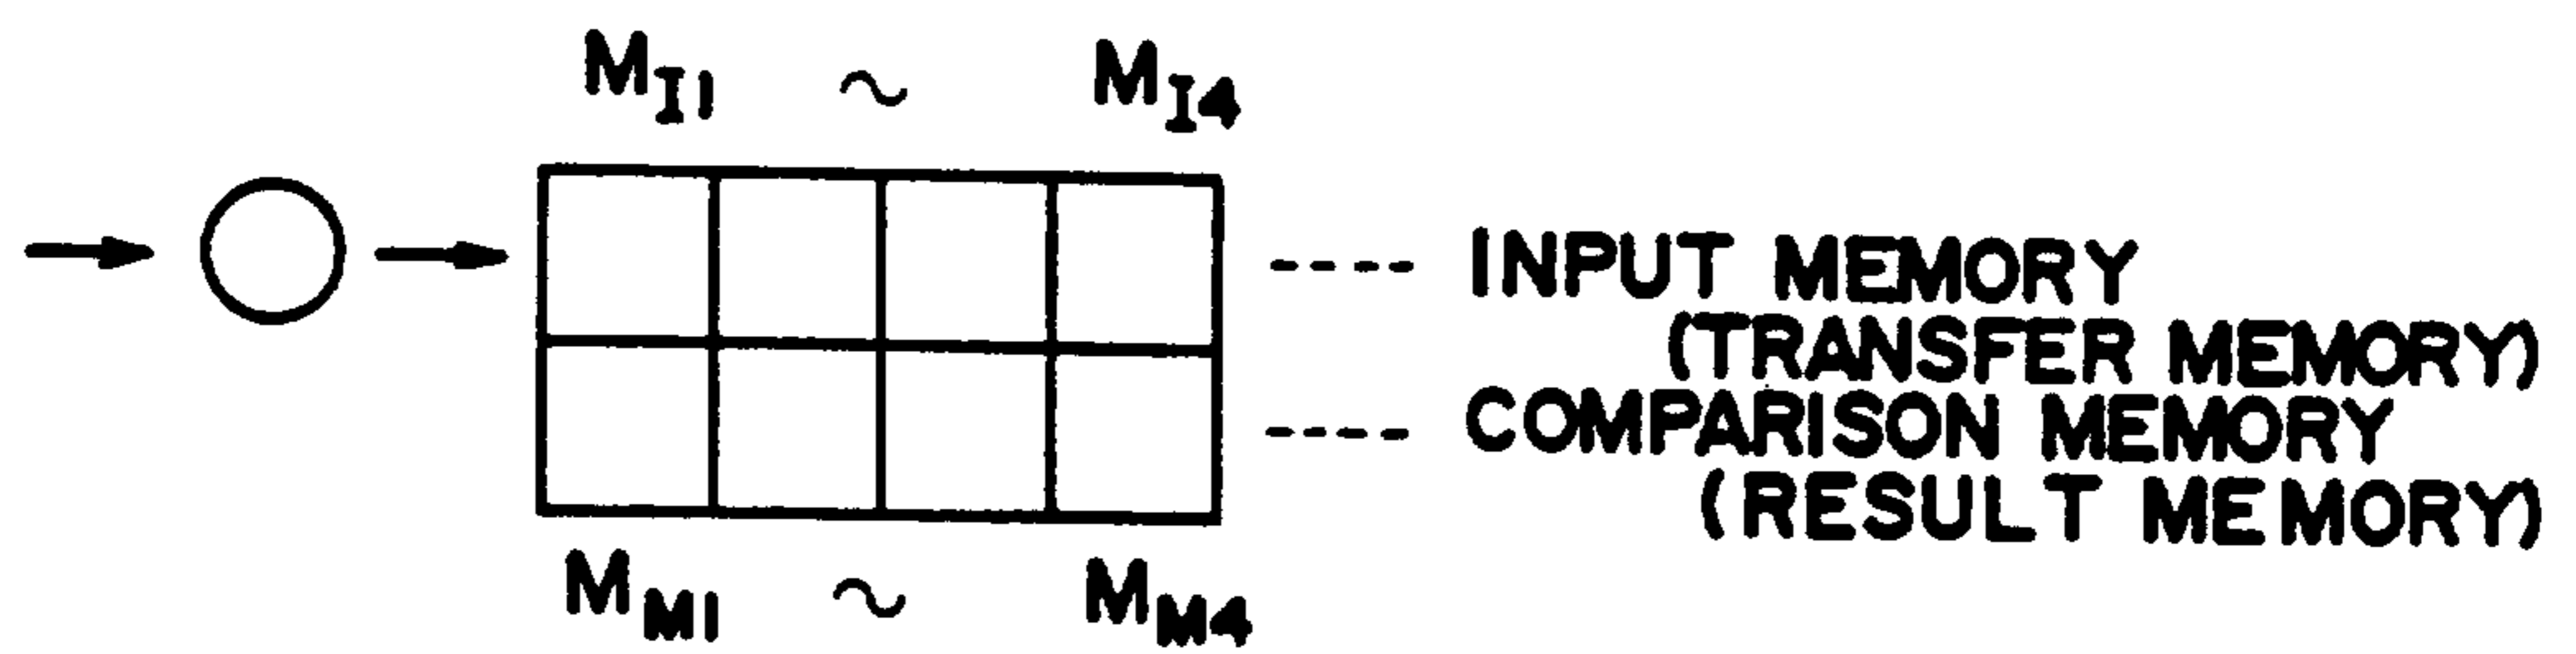 M_I1 ~ M_I4
INPUT MEMORY
(TRANSFER MEMORY)
COMPARISON MEMORY
(RESULT MEMORY)
M_M1 ~ M_M4